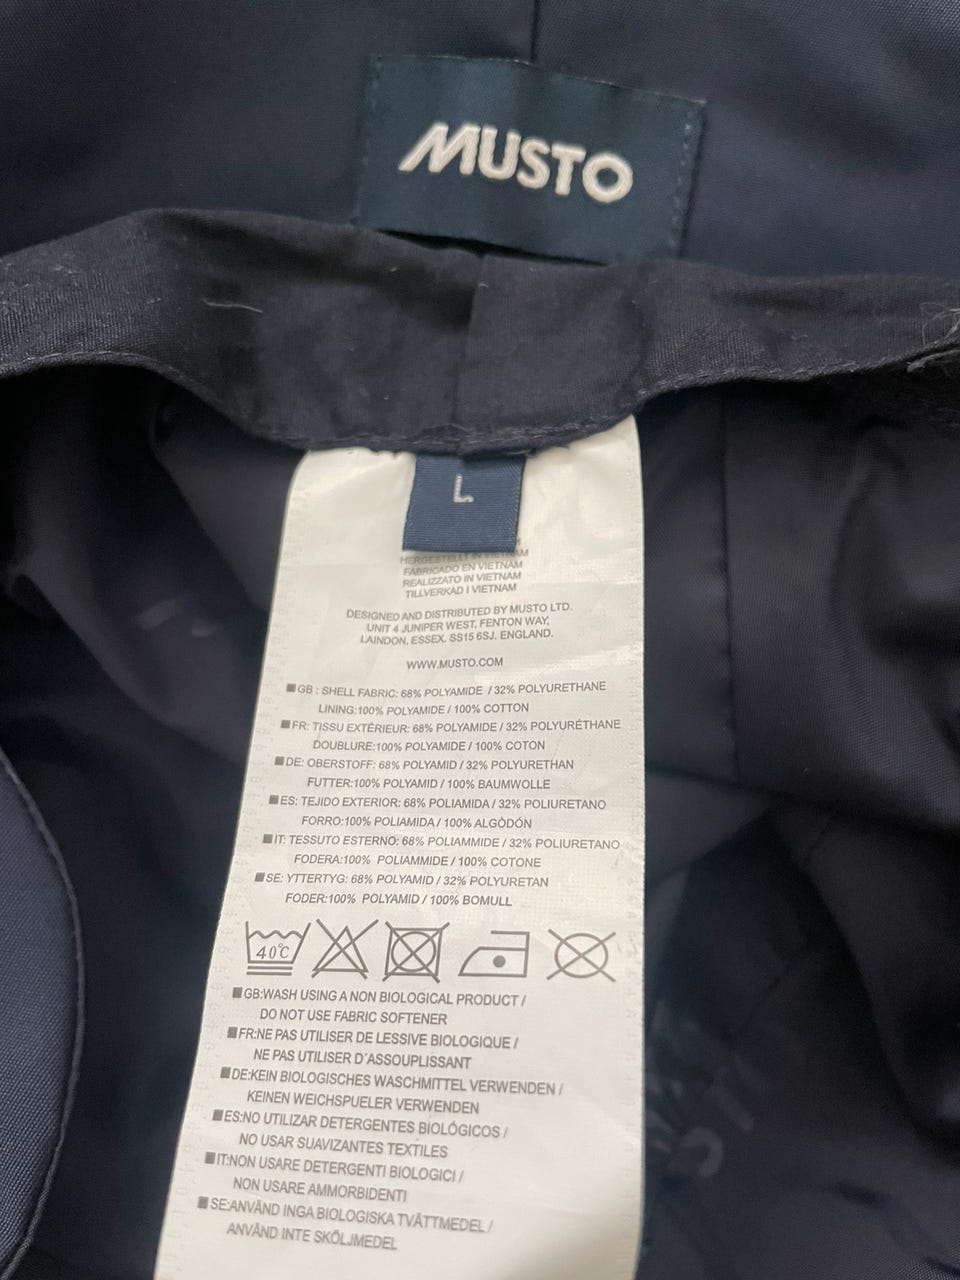 MUSTO
L
HERGESTELLT IN VIETNAM
FABRICADO EN VIETNAM
REALIZZATO IN VIETNAM
TILLVERKAD I VIETNAM
DESIGNED AND DISTRIBUTED BY MUSTO LTD.
UNIT 4 JUNIPER WEST, FENTON WAY,
LAINDON, ESSEX. SS15 6SJ. ENGLAND.
WWW.MUSTO.COM
■GB : SHELL FABRIC: 68% POLYAMIDE / 32% POLYURETHANE
LINING:100% POLYAMIDE / 100% COTTON
■FR: TISSU EXTÉRIEUR: 68% POLYAMIDE / 32% POLYURÉTHANE
DOUBLURE:100% POLYAMIDE / 100% COTON
■DE: OBERSTOFF: 68% POLYAMID / 32% POLYURETHAN
FUTTER:100% POLYAMID / 100% BAUMWOLLE
■ES: TEJIDO EXTERIOR: 68% POLIAMIDA / 32% POLIURETANO
FORRO:100% POLIAMIDA / 100% ALGÒDÓN
■IT: TESSUTO ESTERNO: 68% POLIAMMIDE / 32% POLIURETANO
FODERA:100% POLIAMMIDE / 100% COTONE
■SE: YTTERTYG: 68% POLYAMID / 32% POLYURETAN
FODER:100% POLYAMID / 100% BOMULL
40°C
■GB:WASH USING A NON BIOLOGICAL PRODUCT /
DO NOT USE FABRIC SOFTENER
■FR:NE PAS UTILISER DE LESSIVE BIOLOGIQUE /
NE PAS UTILISER D´ASSOUPLISSANT
■DE:KEIN BIOLOGISCHES WASCHMITTEL VERWENDEN /
KEINEN WEICHSPUELER VERWENDEN
■ES:NO UTILIZAR DETERGENTES BIOLÓGICOS /
NO USAR SUAVIZANTES TEXTILES
■IT:NON USARE DETERGENTI BIOLOGICI /
NON USARE AMMORBIDENTI
■SE:ANVÄND INGA BIOLOGISKA TVÄTTMEDEL /
ANVÄND INTE SKÖLJMEDEL